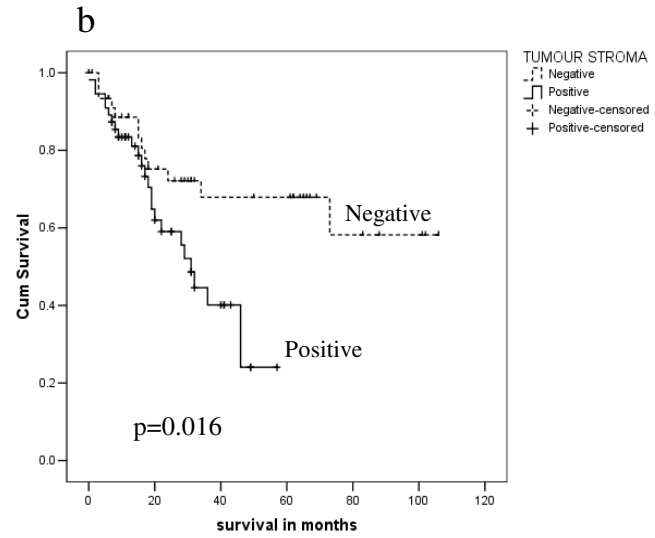 b
TUMOUR STROMA
Negative
Positive
Negative-censored
Positive-censored
Cum Survival
1.0
0.8
0.6
0.4
0.2
0.0
Negative
Positive
p=0.016
0 20 40 60 80 100 120
survival in months